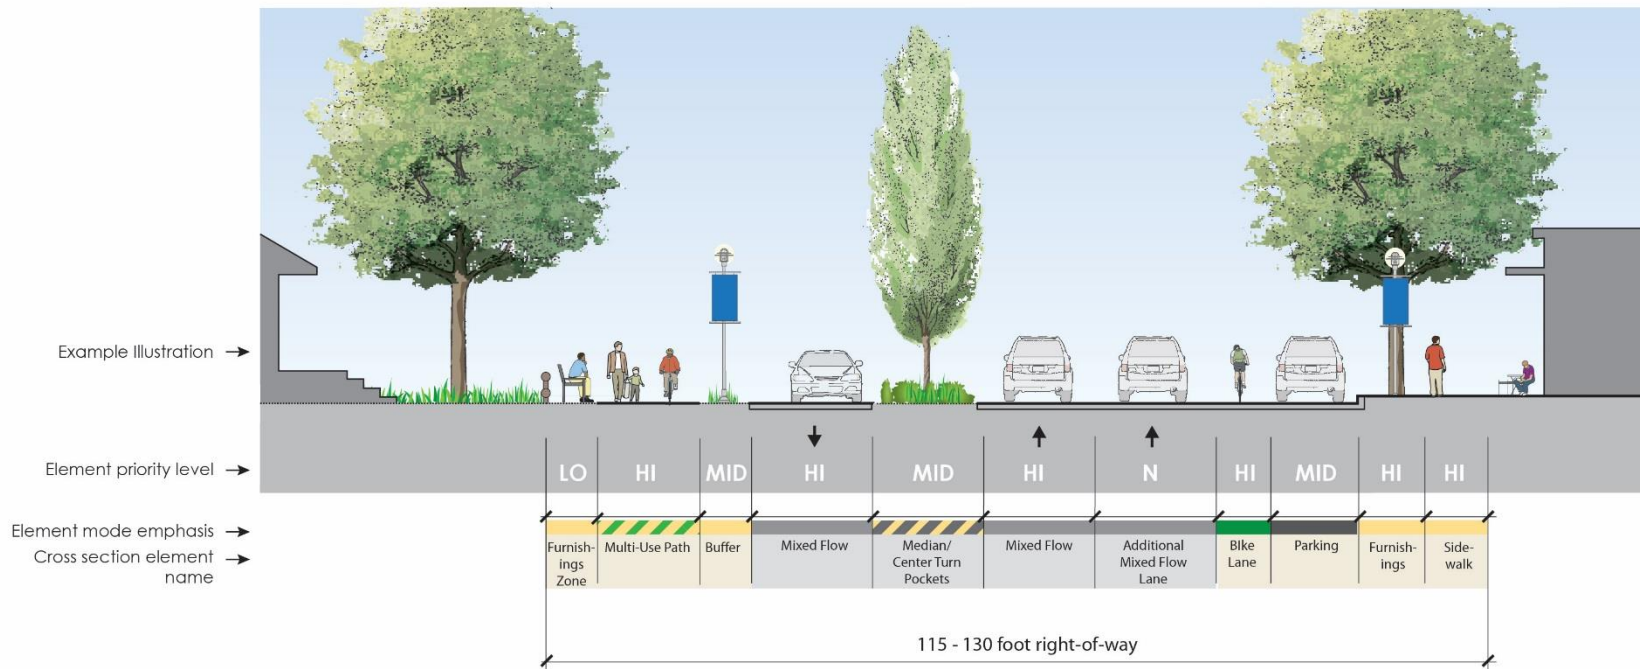 Example Illustration →
Element priority level →
LO HI MID HI MID HI N HI MID HI HI
Element mode emphasis →
Cross section element
name →
Furnish-
ings
Zone
Multi-Use Path
Buffer
Mixed Flow
Median/
Center Turn
Pockets
Mixed Flow
Additional
Mixed Flow
Lane
BIke
Lane
Parking
Furnish-
ings
Side-
walk
115 - 130 foot right-of-way